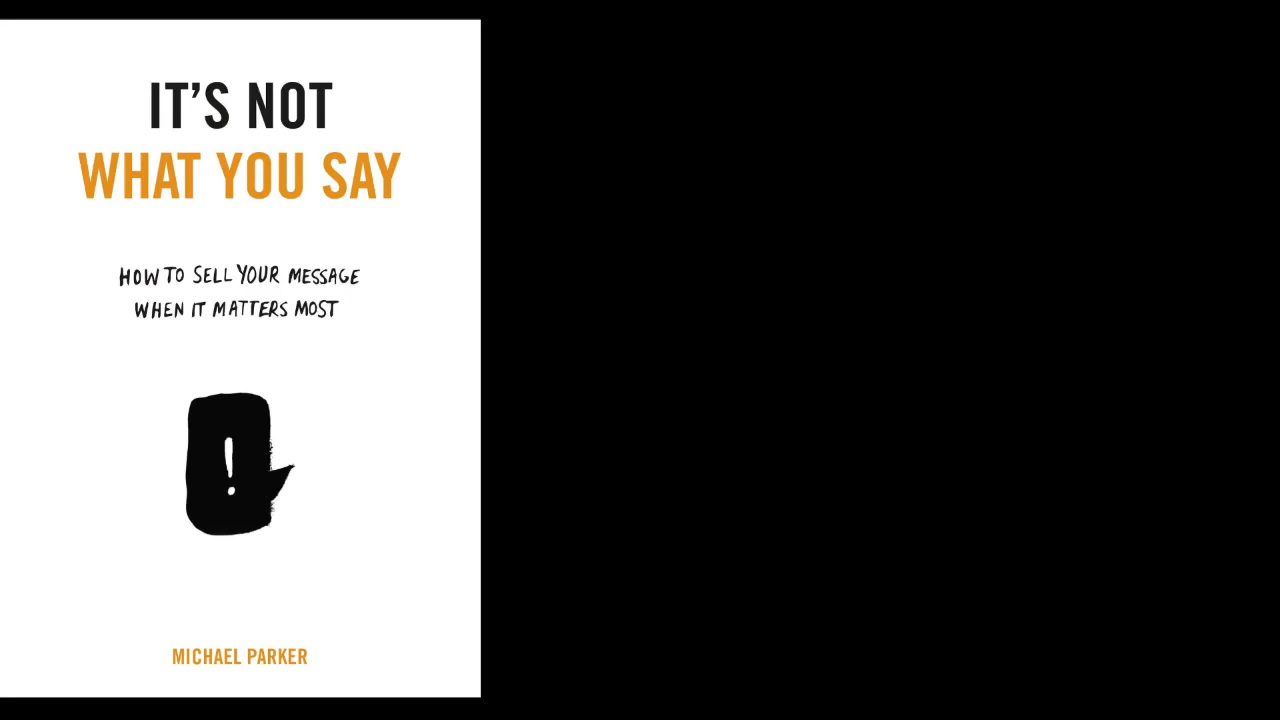 IT’S NOT
WHAT YOU SAY
HOW TO SELL YOUR MESSAGE
WHEN IT MATTERS MOST
!
MICHAEL PARKER